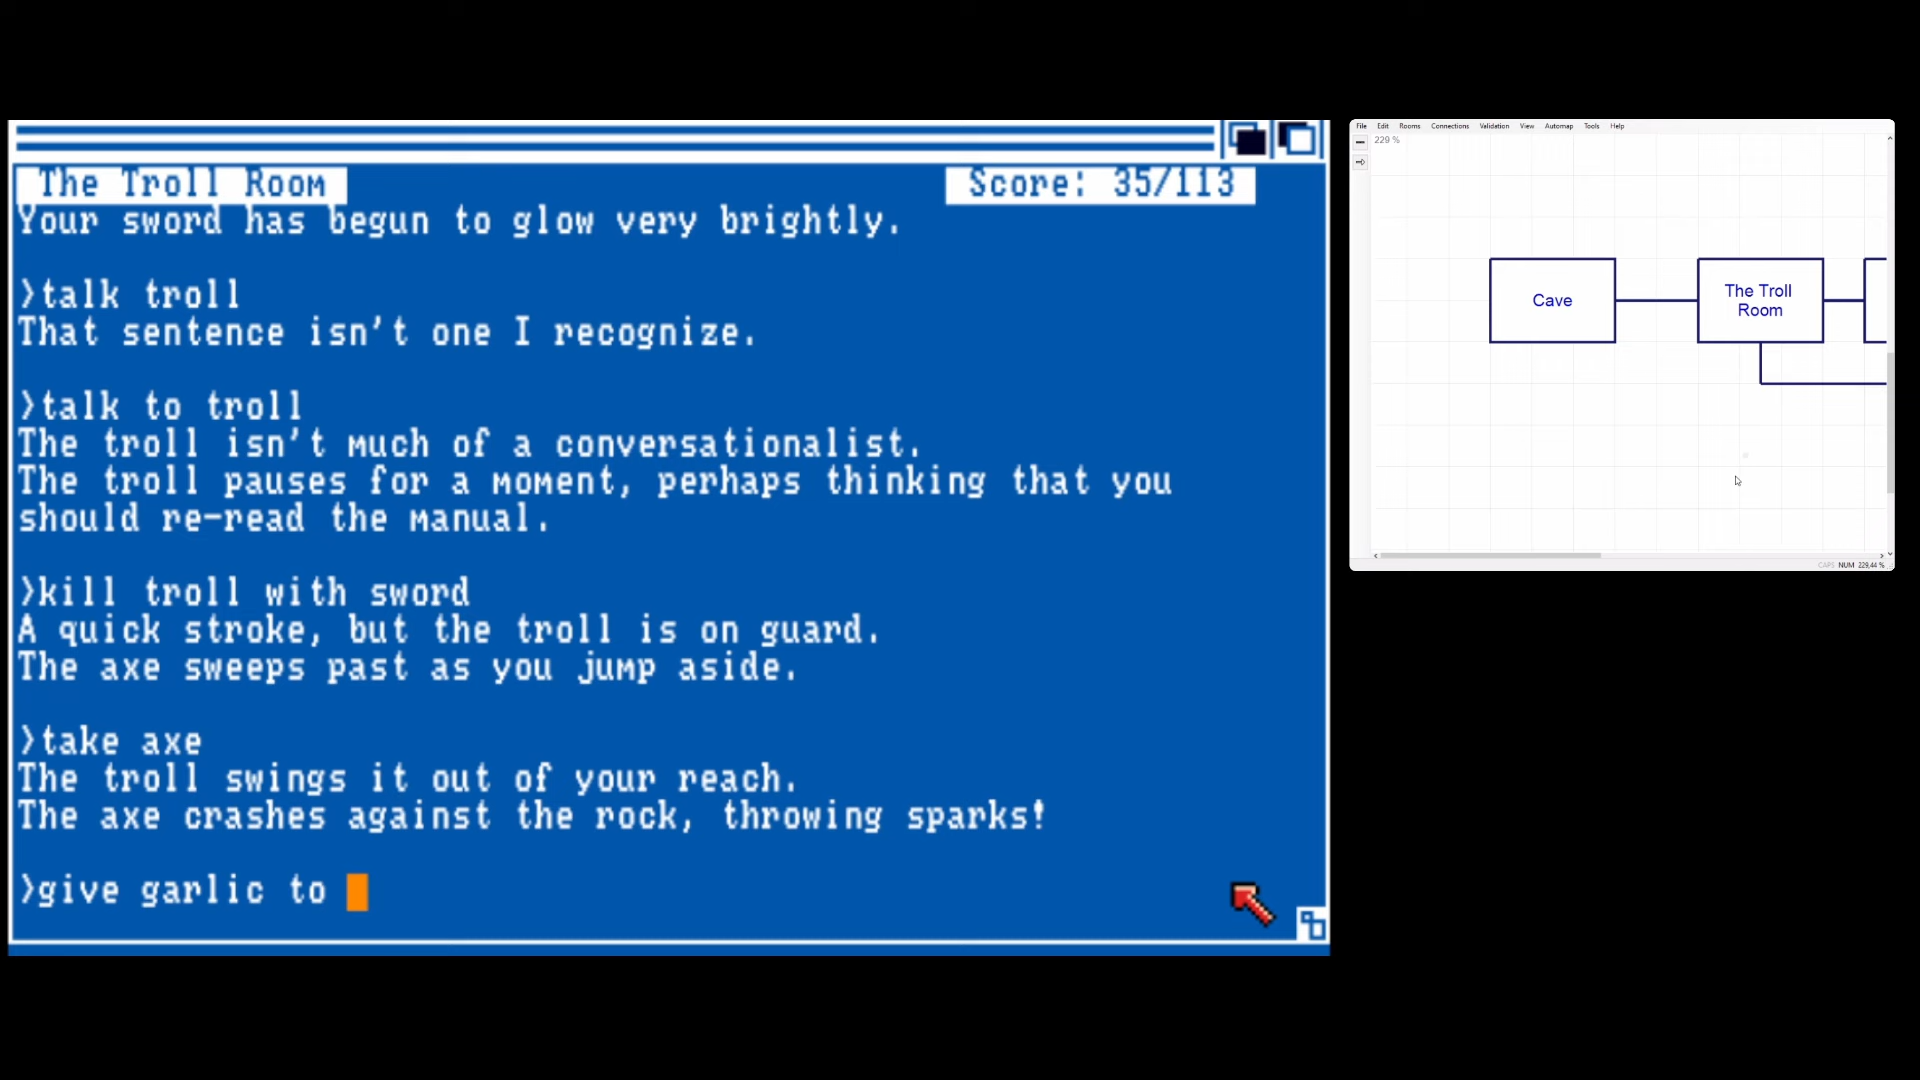 The Troll Room Score: 35/113
Your sword has begun to glow very brightly.
>talk troll
That sentence isn't one I recognize.
>talk to troll
The troll isn't much of a conversationalist.
The troll pauses for a moment, perhaps thinking that you
should re-read the manual.
>kill troll with sword
A quick stroke, but the troll is on guard.
The axe sweeps past as you jump aside.
>take axe
The troll swings it out of your reach.
The axe crashes against the rock, throwing sparks!
>give garlic to
File Edit Rooms Connections Validation View Automap Tools Help
229 %
Cave
The Troll
Room
CAPS NUM 229,44 %